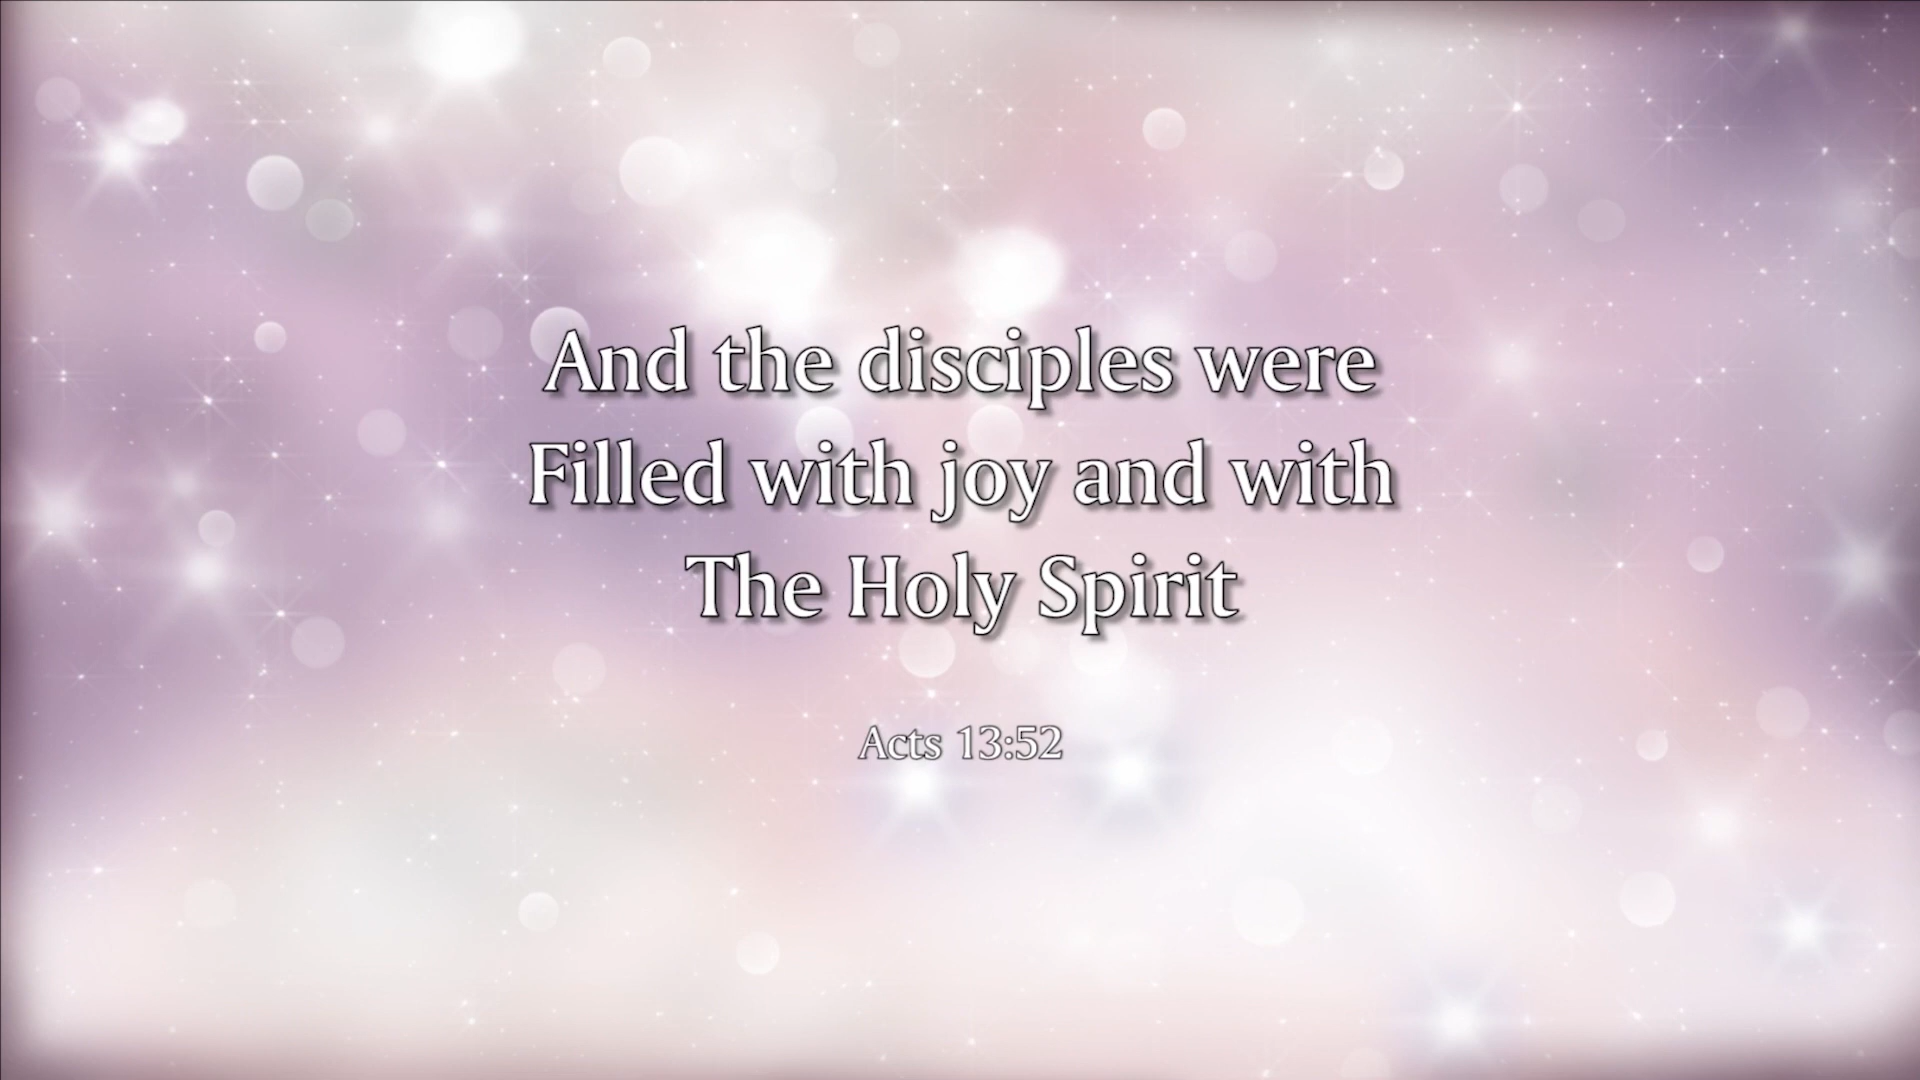 And the disciples were
Filled with joy and with
The Holy Spirit
Acts 13:52